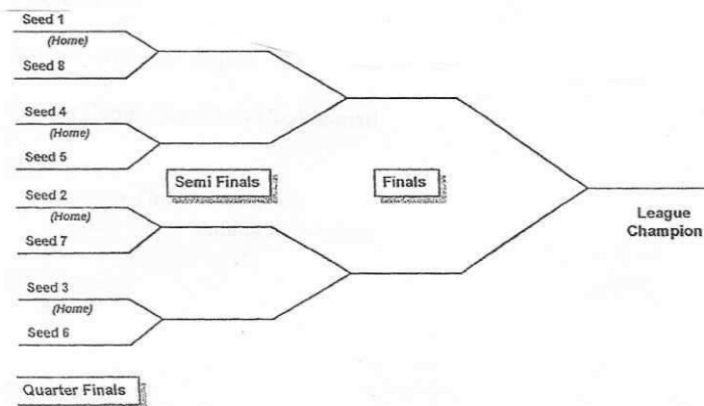 Seed 1
(Home)
Seed 8
Seed 4
(Home)
Seed 5
Semi Finals
Finals
Seed 2
(Home)
Seed 7
League
Champion
Seed 3
(Home)
Seed 6
Quarter Finals